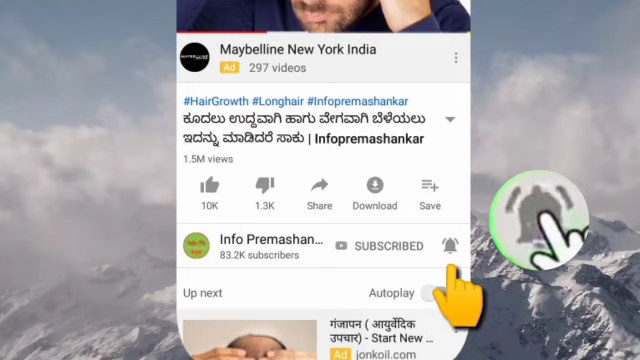 Maybelline New York India
Ad 297 videos
#HairGrowth #Longhair #Infopremashankar
ಕೂದಲು ಉದ್ದವಾಗಿ ಹಾಗು ವೇಗವಾಗಿ ಬೆಳೆಯಲು
ಇದನ್ನು ಮಾಡಿದರೆ ಸಾಕು | Infopremashankar
1.5M views
10K 1.3K Share Download Save
Info Premashan... SUBSCRIBED
83.2K subscribers
Up next Autoplay
गंजापन ( आयुर्वेदिक
उपचार) - Start New ...
Ad jonkoil.com